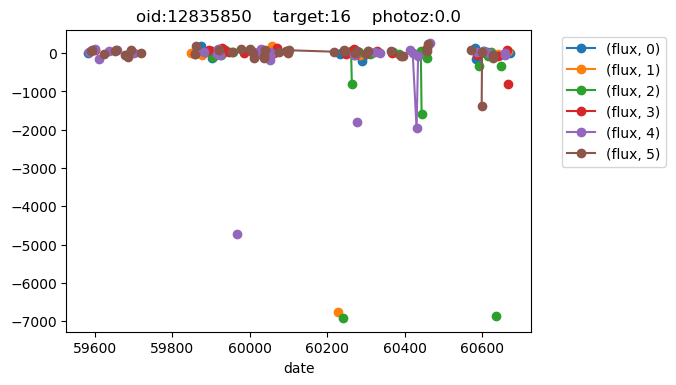 oid:12835850 target:16 photoz:0.0
0
−1000
−2000
−3000
−4000
−5000
−6000
−7000
59600 59800 60000 60200 60400 60600
date
(flux, 0)
(flux, 1)
(flux, 2)
(flux, 3)
(flux, 4)
(flux, 5)